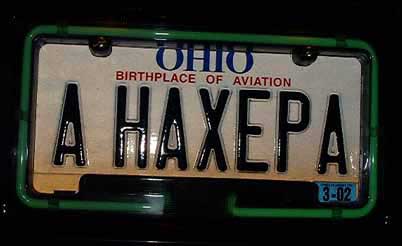 OHIO
BIRTHPLACE OF AVIATION
A HAXEPA
3-02